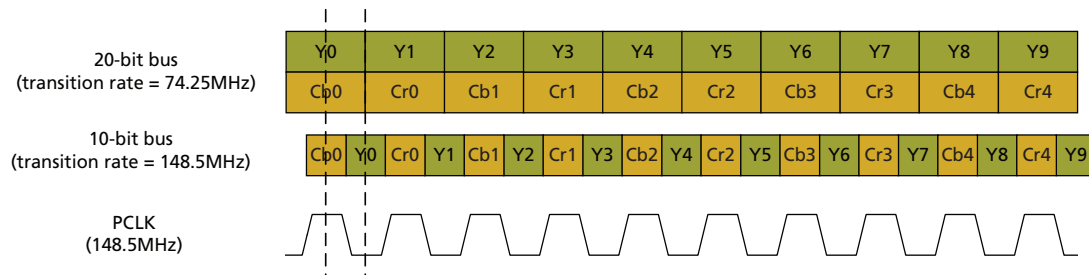 20-bit bus
(transition rate = 74.25MHz)
Y0 Y1 Y2 Y3 Y4 Y5 Y6 Y7 Y8 Y9
Cb0 Cr0 Cb1 Cr1 Cb2 Cr2 Cb3 Cr3 Cb4 Cr4
10-bit bus
(transition rate = 148.5MHz)
Cb0 Y0 Cr0 Y1 Cb1 Y2 Cr1 Y3 Cb2 Y4 Cr2 Y5 Cb3 Y6 Cr3 Y7 Cb4 Y8 Cr4 Y9
PCLK
(148.5MHz)